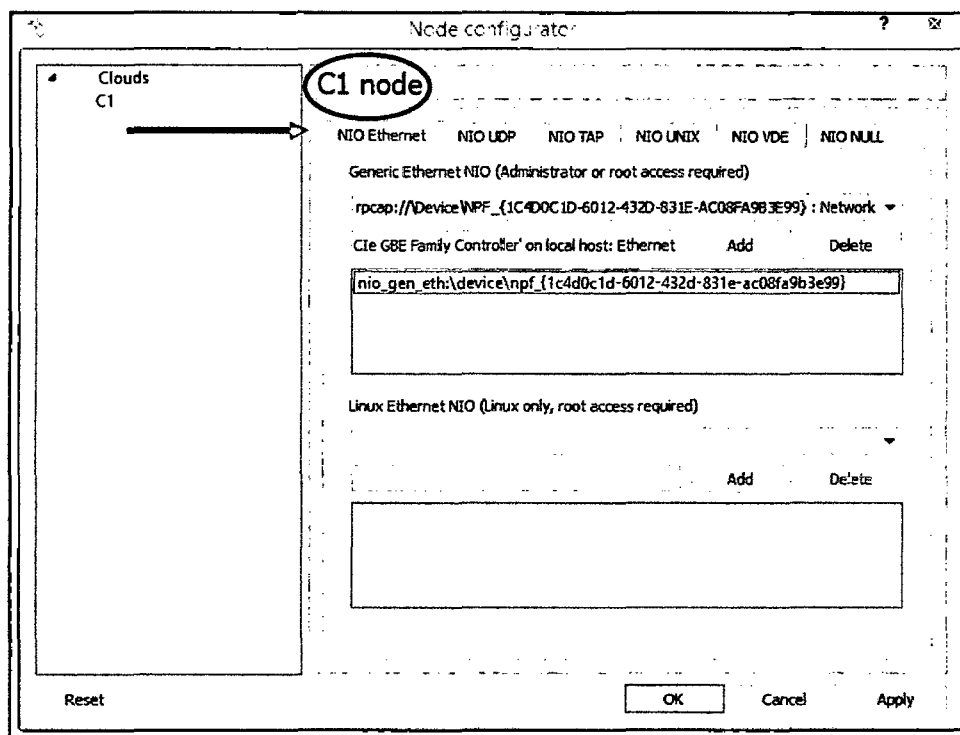 Node configurator
?
Clouds
C1
C1 node
NIO Ethernet NIO UDP NIO TAP NIO UNIX NIO VDE NIO NULL
Generic Ethernet NIO (Administrator or root access required)
rpcap://\Device\NPF_{1C4D0C1D-6012-432D-831E-AC08FA9B3E99} : Network
CIe GBE Family Controller' on local host: Ethernet Add Delete
nio_gen_eth:\device\npf_{1c4d0c1d-6012-432d-831e-ac08fa9b3e99}
Linux Ethernet NIO (Linux only, root access required)
Add Delete
Reset OK Cancel Apply